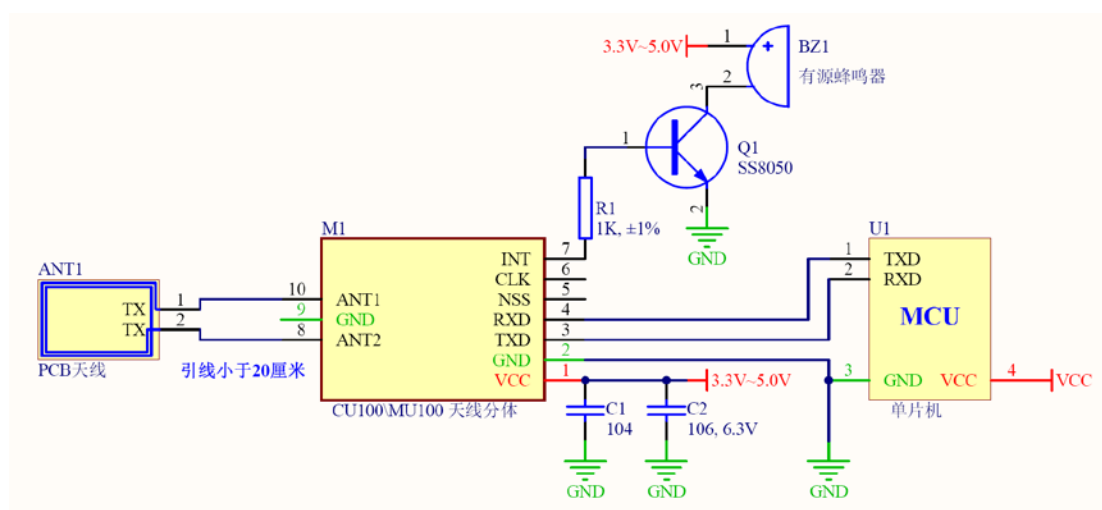 3.3V~5.0V
1
BZ1
2
有源蜂鸣器
3
1
Q1
SS8050
R1
1K, ±1%
2
GND
M1
7
INT
6
CLK
5
NSS
4
RXD
3
TXD
2
GND
1
VCC
10
ANT1
9
GND
8
ANT2
CU100\MU100 天线分体
ANT1
TX 1
TX 2
PCB天线
引线小于20厘米
U1
1
TXD
2
RXD
MCU
3
GND
VCC
4
VCC
单片机
3.3V~5.0V
C1
104
C2
106, 6.3V
GND
GND
GND